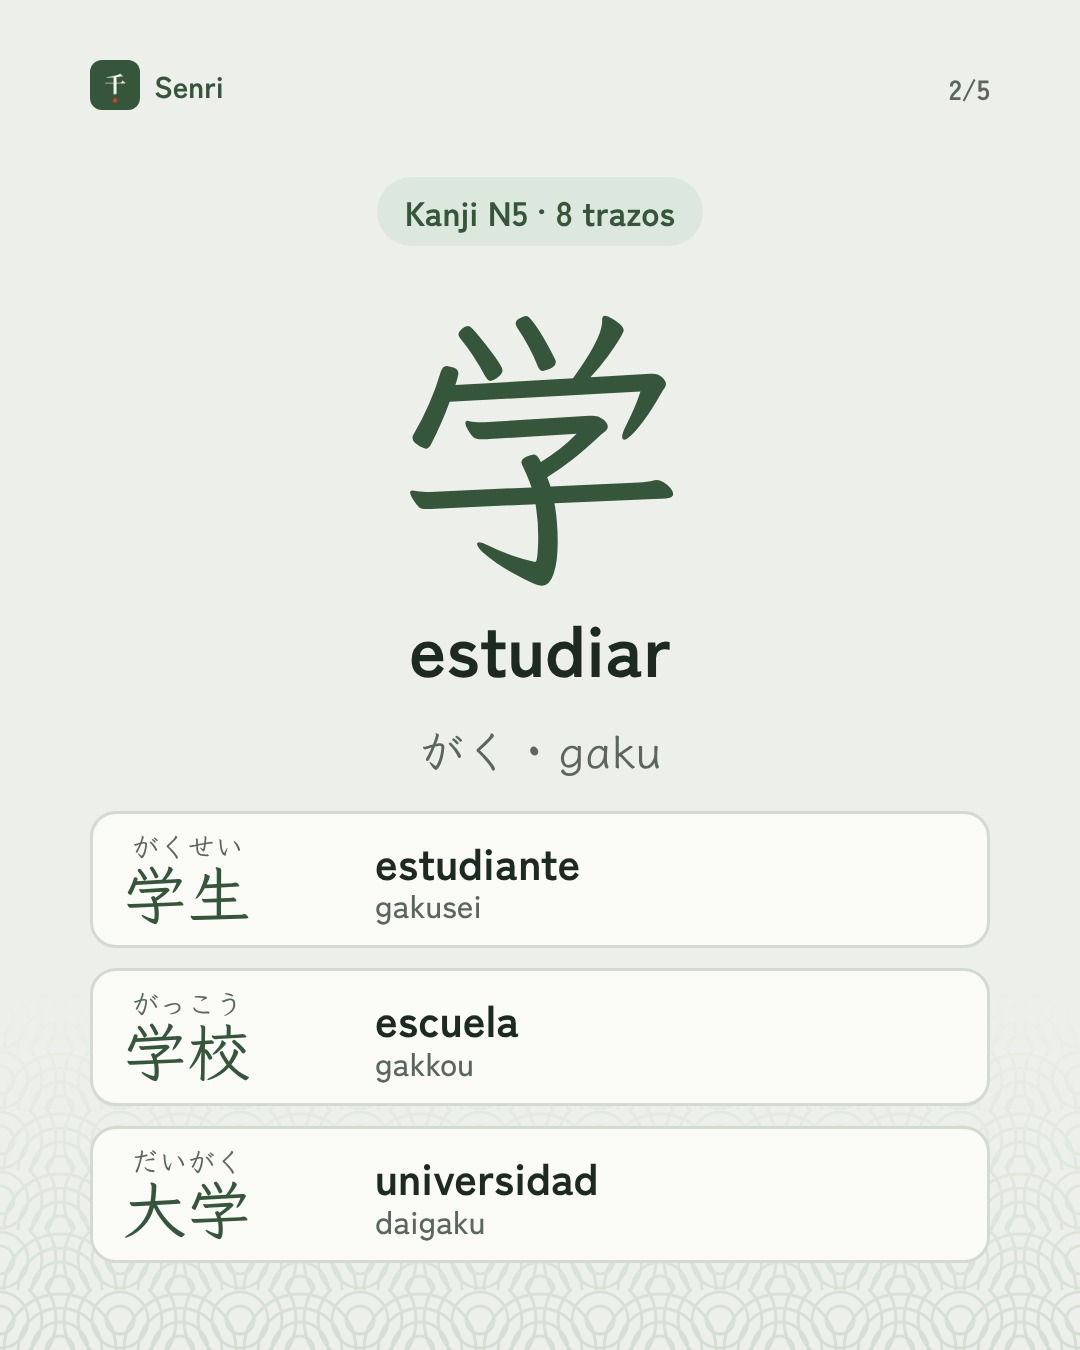 千 Senri
2/5
Kanji N5 · 8 trazos
学
estudiar
がく・gaku
がくせい
学生
estudiante
gakusei
がっこう
学校
escuela
gakkou
だいがく
大学
universidad
daigaku